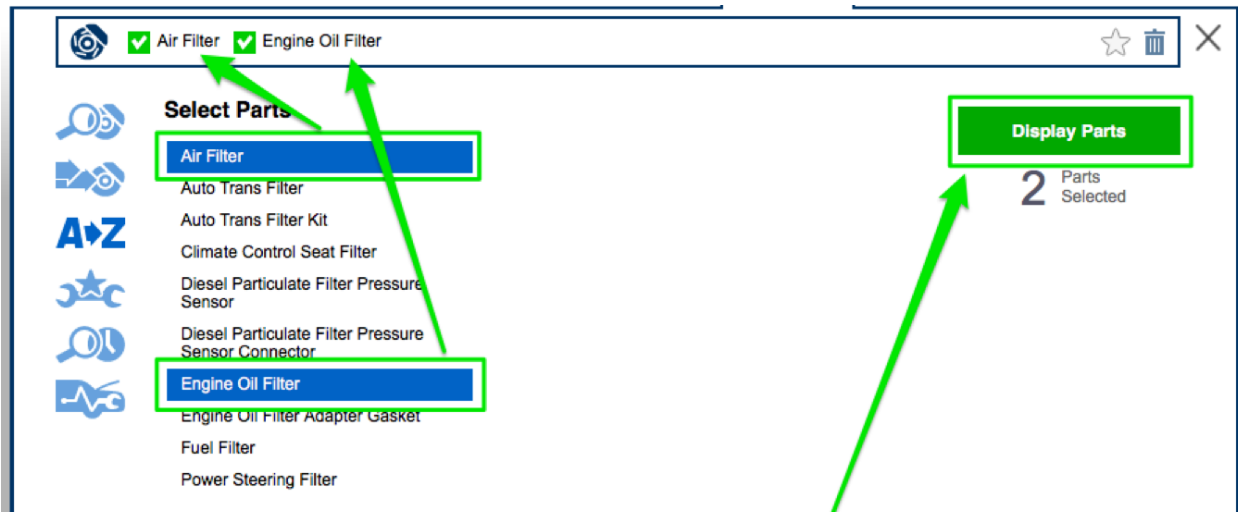 Air Filter Engine Oil Filter
Select Parts
Air Filter
Auto Trans Filter
Auto Trans Filter Kit
Climate Control Seat Filter
Diesel Particulate Filter Pressure
Sensor
Diesel Particulate Filter Pressure
Sensor Connector
Engine Oil Filter
Engine Oil Filter Adapter Gasket
Fuel Filter
Power Steering Filter
A Z
Display Parts
2 Parts
Selected